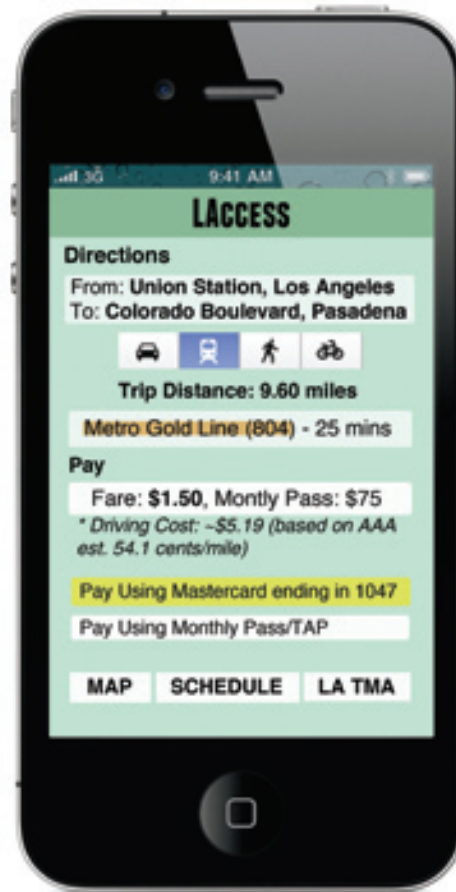 3G 9:41 AM
LACCESS
Directions
From: Union Station, Los Angeles
To: Colorado Boulevard, Pasadena
Trip Distance: 9.60 miles
Metro Gold Line (804) - 25 mins
Pay
Fare: $1.50, Montly Pass: $75
* Driving Cost: ~$5.19 (based on AAA
est. 54.1 cents/mile)
Pay Using Mastercard ending in 1047
Pay Using Monthly Pass/TAP
MAP SCHEDULE LA TMA